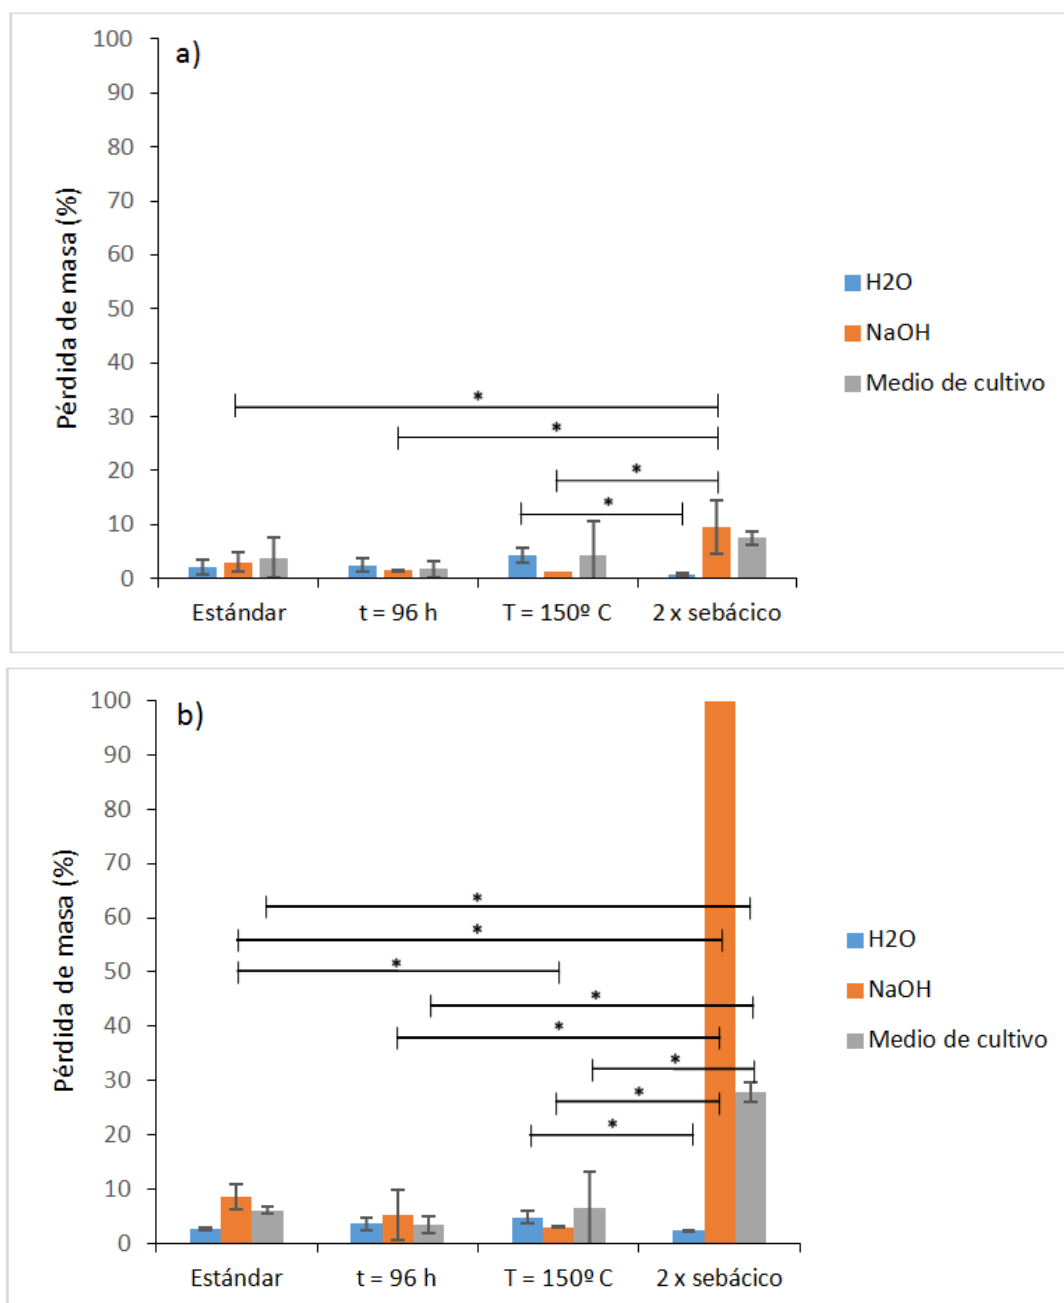 a)
Pérdida de masa (%)
100
90
80
70
60
50
40
30
20
10
0
*
*
*
*
Estándar
t = 96 h
T = 150º C
2 x sebácico
H2O
NaOH
Medio de cultivo
b)
Pérdida de masa (%)
100
90
80
70
60
50
40
30
20
10
0
*
*
*
*
*
*
*
*
Estándar
t = 96 h
T = 150º C
2 x sebácico
H2O
NaOH
Medio de cultivo